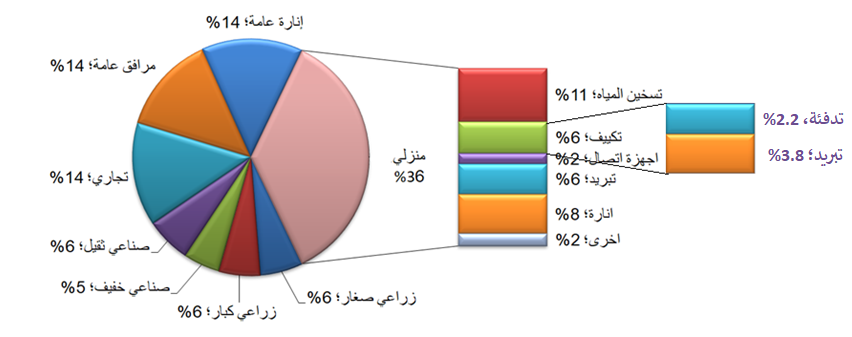 إنارة عامة؛ 14%
مرافق عامة؛ 14%
تجاري؛ 14%
صناعي ثقيل؛ 6%
صناعي خفيف؛ 5%
زراعي كبار؛ 6%
زراعي صغار؛ 6%
منزلي
36%
تسخين المياه؛ 11%
تكييف؛ 6%
اجهزة اتصال؛ 2%
تبريد؛ 6%
انارة؛ 8%
اخرى؛ 2%
تدفئة، 2.2%
تبريد؛ 3.8%